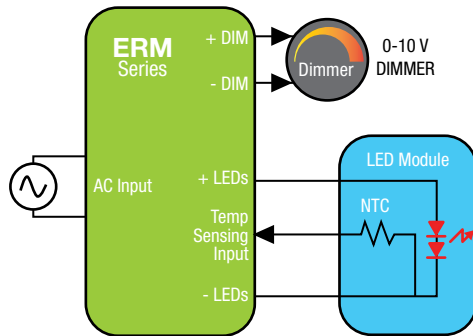 ERM
Series
+ DIM
- DIM
Dimmer
0-10 V
DIMMER
AC Input
+ LEDs
Temp
Sensing
Input
- LEDs
LED Module
NTC